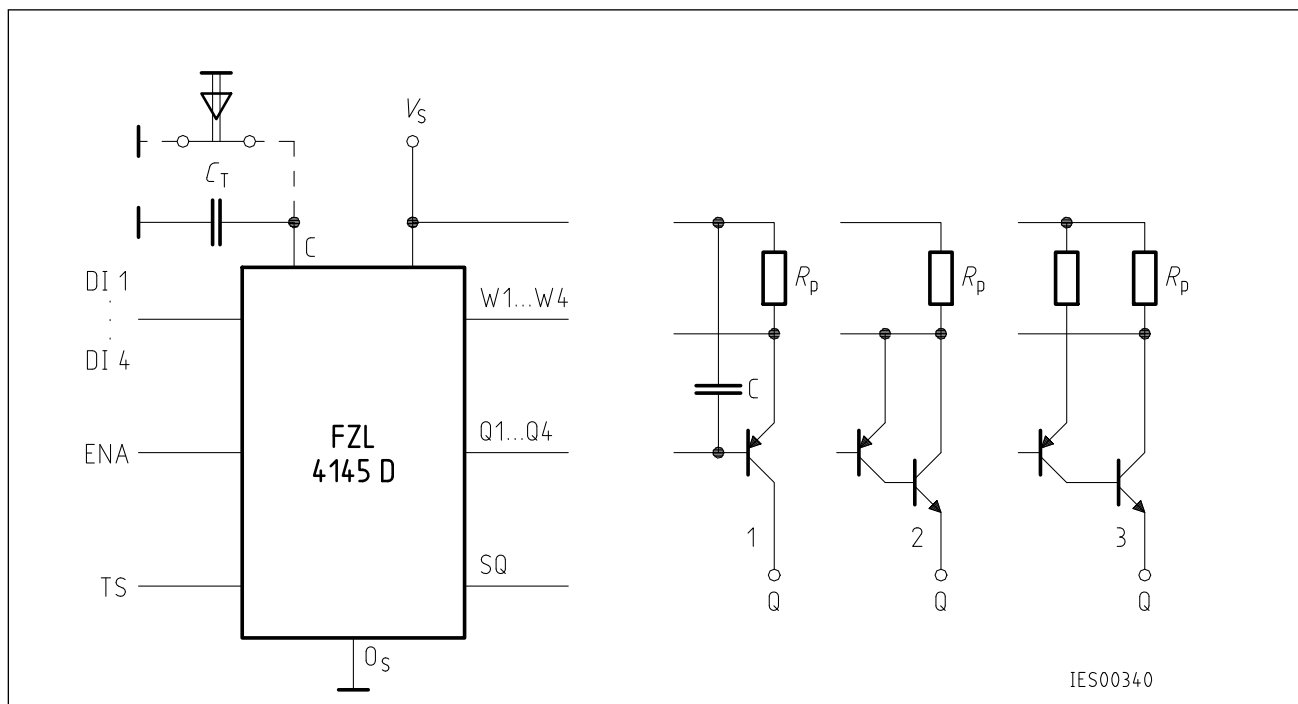 V_S
C_T
C
DI 1
.
.
.
DI 4
W1...W4
R_p
R_p
R_p
C
ENA
FZL
4145 D
Q1...Q4
1
2
3
TS
SQ
Q
Q
Q
O_S
IES00340